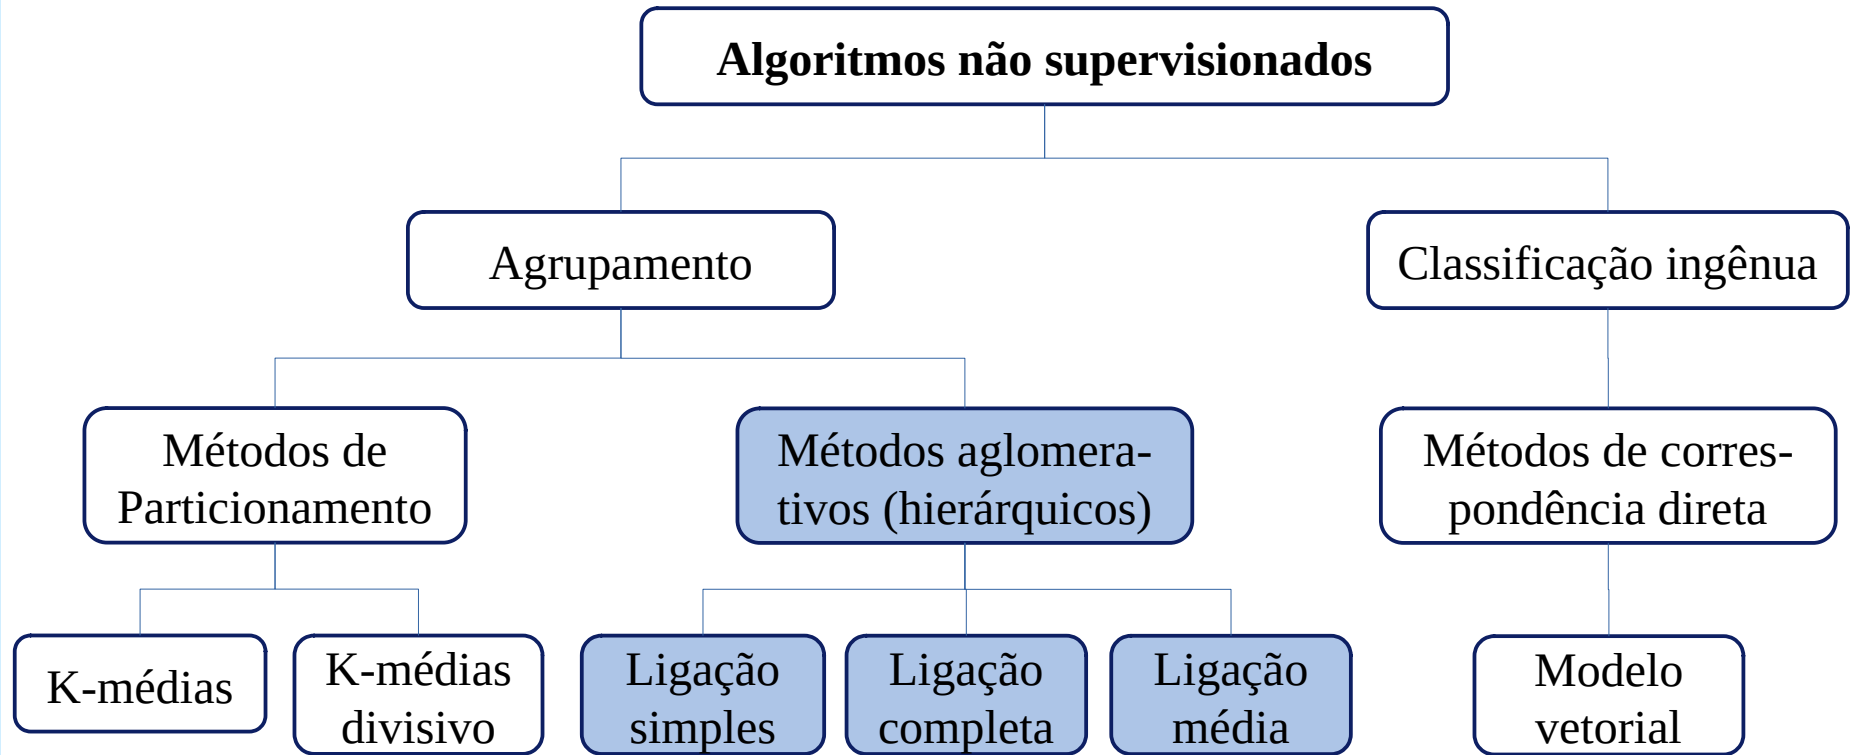 Algoritmos não supervisionados
Agrupamento
Classificação ingênua
Métodos de
Particionamento
Métodos aglomera-
tivos (hierárquicos)
Métodos de corres-
pondência direta
K-médias
K-médias
divisivo
Ligação
simples
Ligação
completa
Ligação
média
Modelo
vetorial